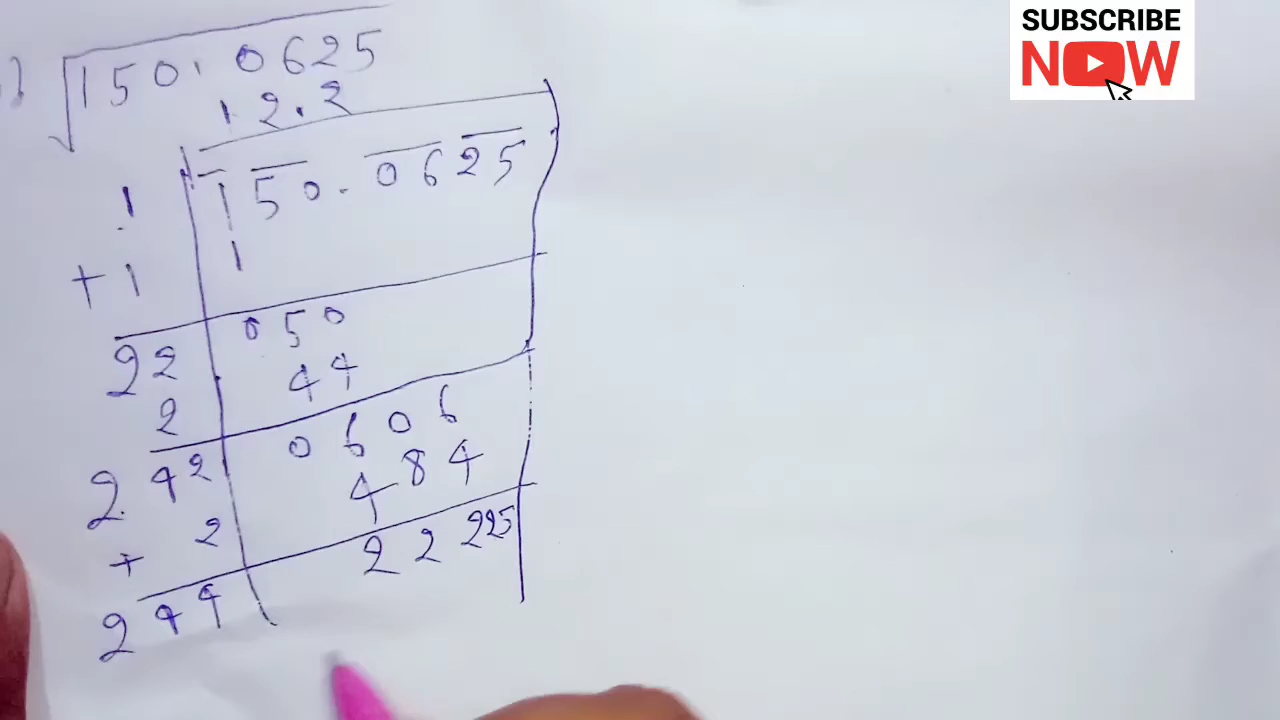 SUBSCRIBE
NOW
) √150.0625
12.2
1 | 150.0625
+1 | 1
22 | 050
2 | 44
242 | 0606
+ 2 | 484
244 | 22225